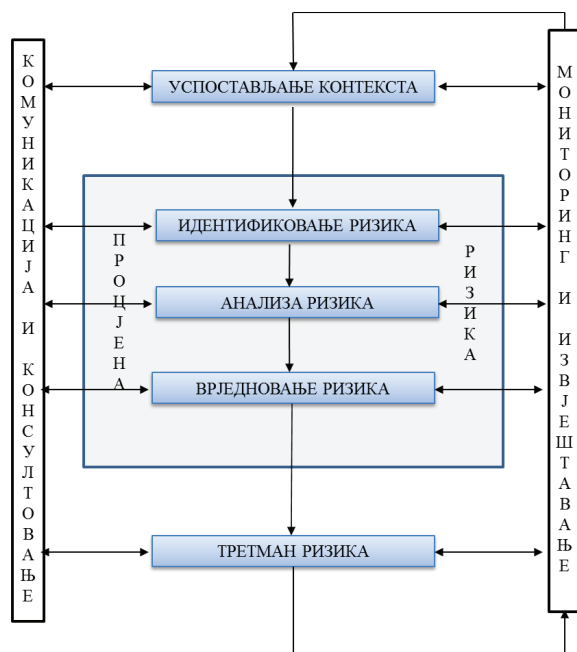 КОМУНИКАЦИЈА И КОНСУЛТОВАЊЕ
УСПОСТАВЉАЊЕ КОНТЕКСТА
ПРОЦЈЕНА
ИДЕНТИФИКОВАЊЕ РИЗИКА
АНАЛИЗА РИЗИКА
ВРЈЕДНОВАЊЕ РИЗИКА
РИЗИКА
ТРЕТМАН РИЗИКА
МОНИТОРИНГ И ИЗВЈЕШТАВАЊЕ